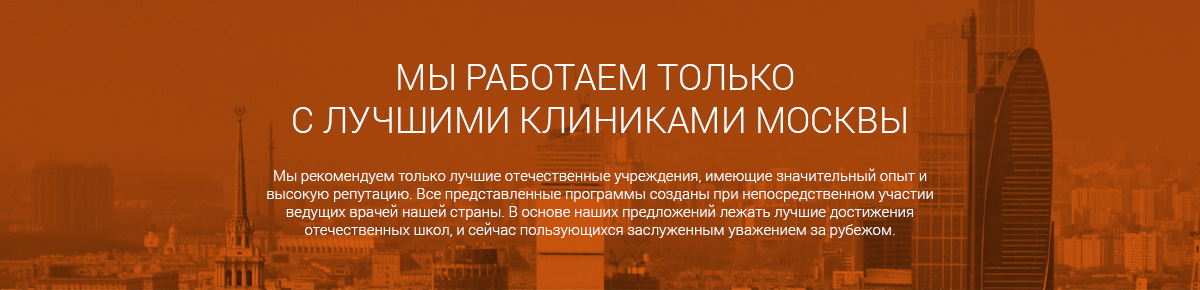 МЫ РАБОТАЕМ ТОЛЬКО
С ЛУЧШИМИ КЛИНИКАМИ МОСКВЫ
Мы рекомендуем только лучшие отечественные учреждения, имеющие значительный опыт и
высокую репутацию. Все представленные программы созданы при непосредственном участии
ведущих врачей нашей страны. В основе наших предложений лежать лучшие достижения
отечественных школ, и сейчас пользующихся заслуженным уважением за рубежом.